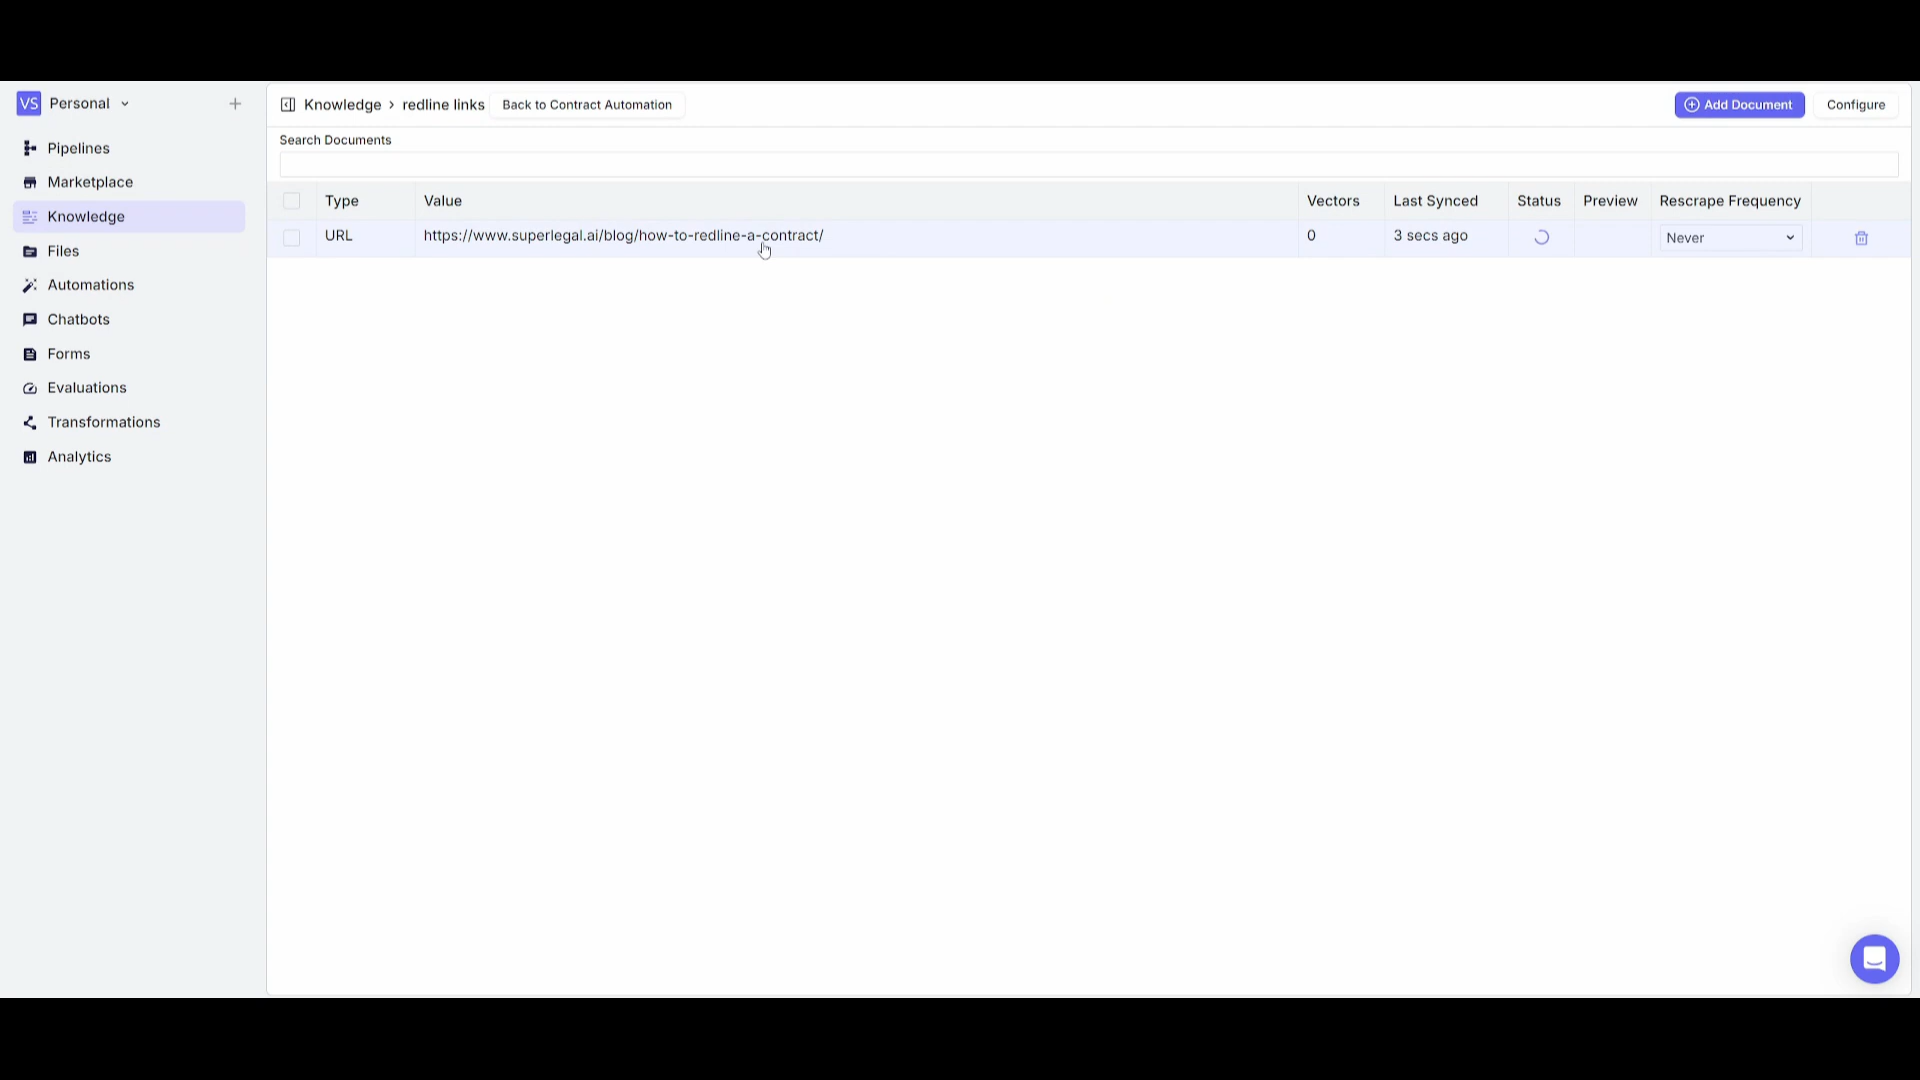 VS Personal
Knowledge > redline links Back to Contract Automation
Add Document Configure
Pipelines
Marketplace
Knowledge
Files
Automations
Chatbots
Forms
Evaluations
Transformations
Analytics
Search Documents
Type Value Vectors Last Synced Status Preview Rescrape Frequency
URL https://www.superlegal.ai/blog/how-to-redline-a-contract/ 0 3 secs ago Never